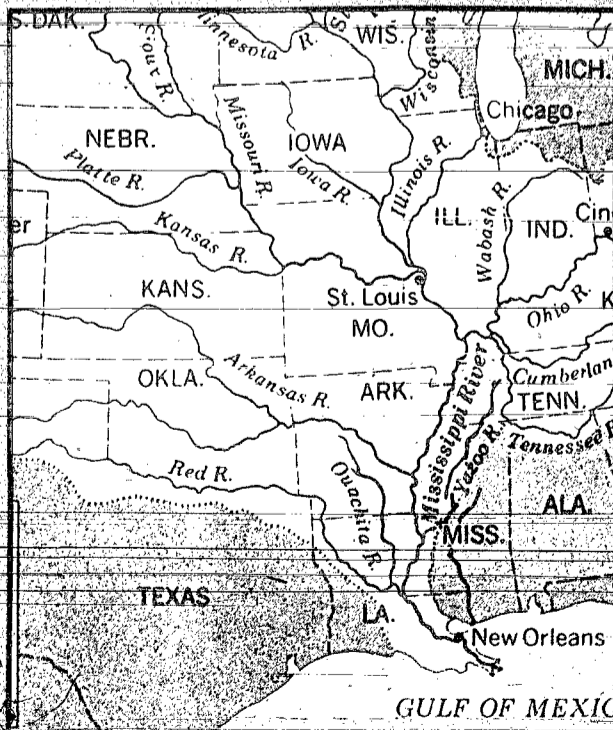 S. DAK.
Minnesota R.
WIS.
Wisconsin
MICH.
Sioux R.
Chicago
NEBR.
Missouri R.
IOWA
Iowa R.
Illinois R.
Platte R.
ILL.
Wabash R.
IND.
Cin
er
Kansas R.
KANS.
St. Louis
MO.
Ohio R.
K
OKLA.
Arkansas R.
ARK.
Mississippi River
Cumberlan
TENN.
Tennessee R
Yazoo R.
Red R.
Ouachita R.
ALA.
MISS.
TEXAS
LA.
New Orleans
GULF OF MEXIC